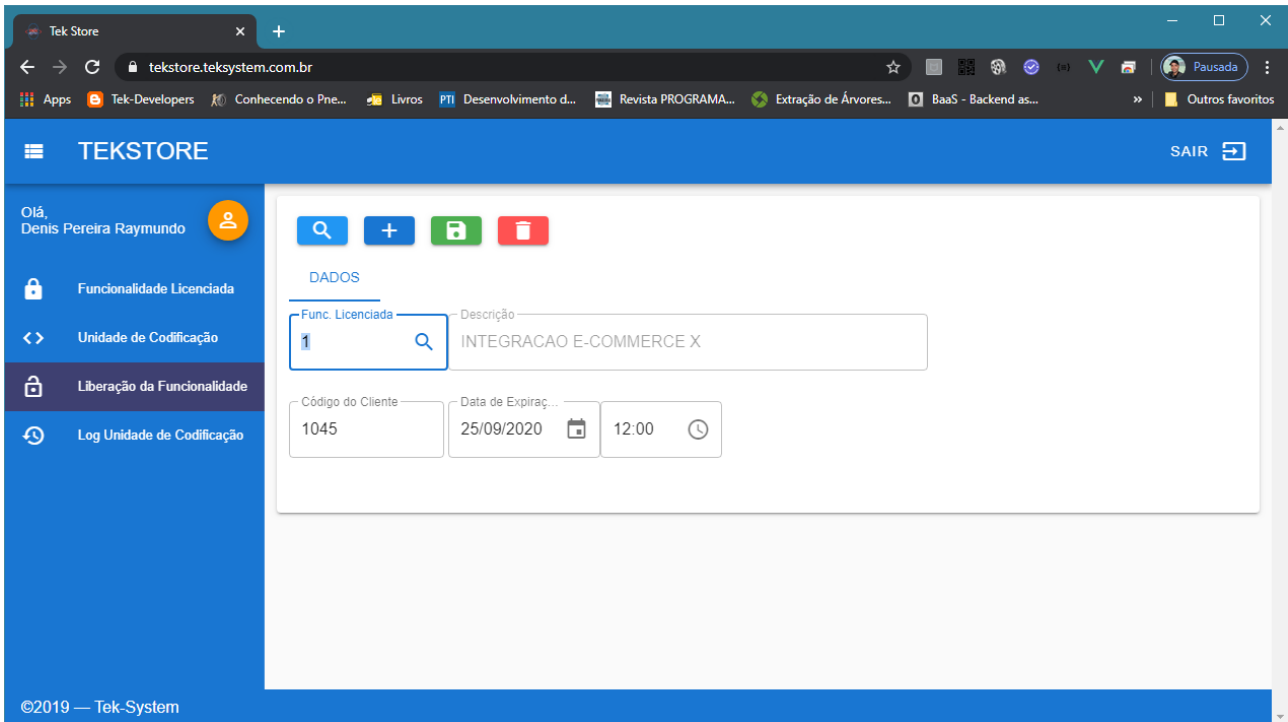 Tek Store
tekstore.teksystem.com.br
Pausada
Apps
Tek-Developers
Conhecendo o Pne...
Livros
PTI
Desenvolvimento d...
Revista PROGRAMA...
Extração de Árvores...
BaaS - Backend as...
»
Outros favoritos
TEKSTORE
SAIR
Olá,
Denis Pereira Raymundo
Funcionalidade Licenciada
Unidade de Codificação
Liberação da Funcionalidade
Log Unidade de Codificação
DADOS
Func. Licenciada
1
Descrição
INTEGRACAO E-COMMERCE X
Código do Cliente
1045
Data de Expiraç...
25/09/2020
12:00
©2019 — Tek-System